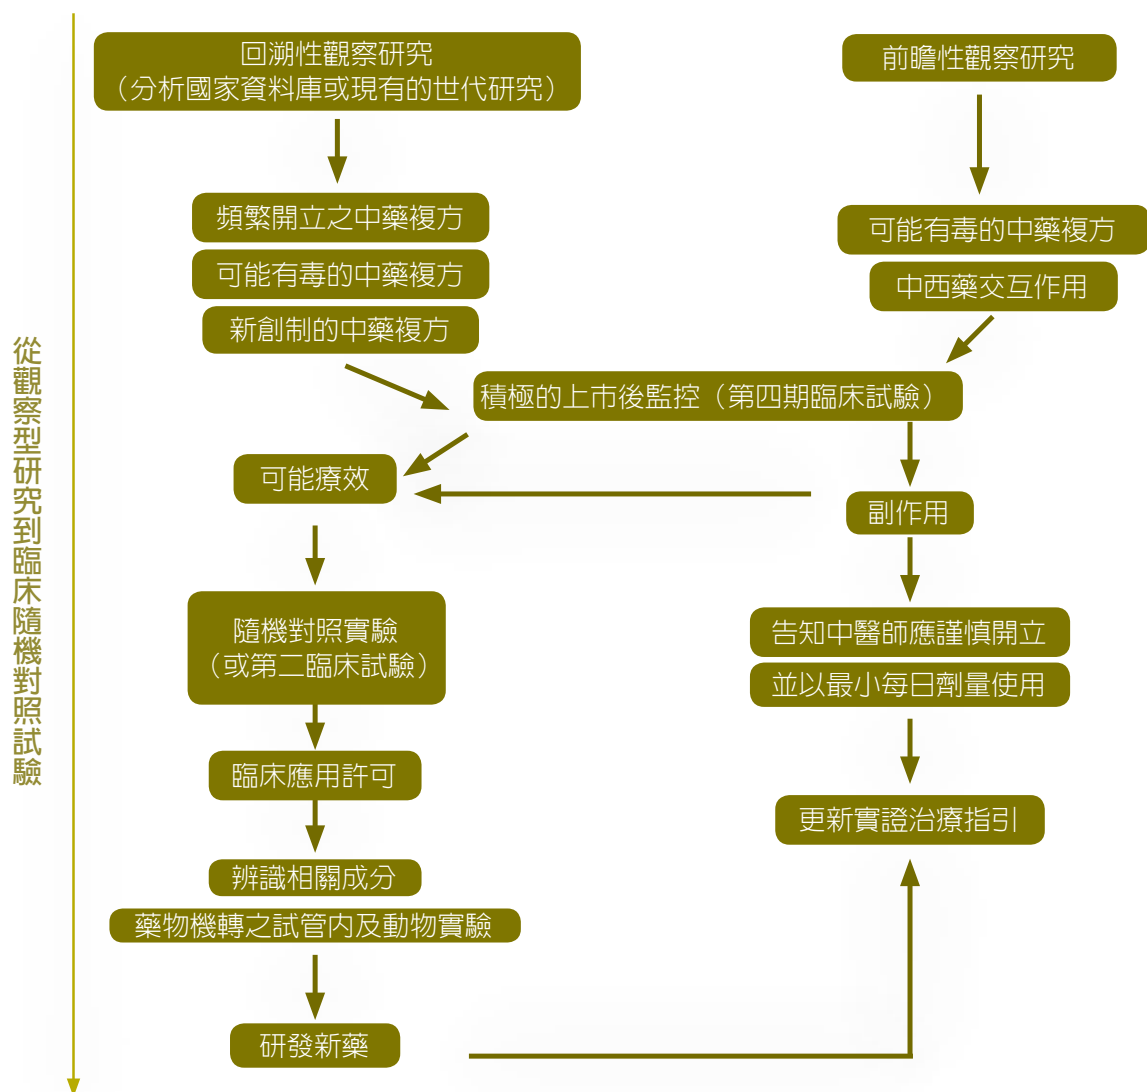 從觀察型研究到臨床隨機對照試驗
回溯性觀察研究
（分析國家資料庫或現有的世代研究）
前瞻性觀察研究
頻繁開立之中藥複方
可能有毒的中藥複方
新創制的中藥複方
可能有毒的中藥複方
中西藥交互作用
積極的上市後監控（第四期臨床試驗）
可能療效
副作用
隨機對照實驗
（或第二臨床試驗）
告知中醫師應謹慎開立
並以最小每日劑量使用
臨床應用許可
更新實證治療指引
辨識相關成分
藥物機轉之試管內及動物實驗
研發新藥